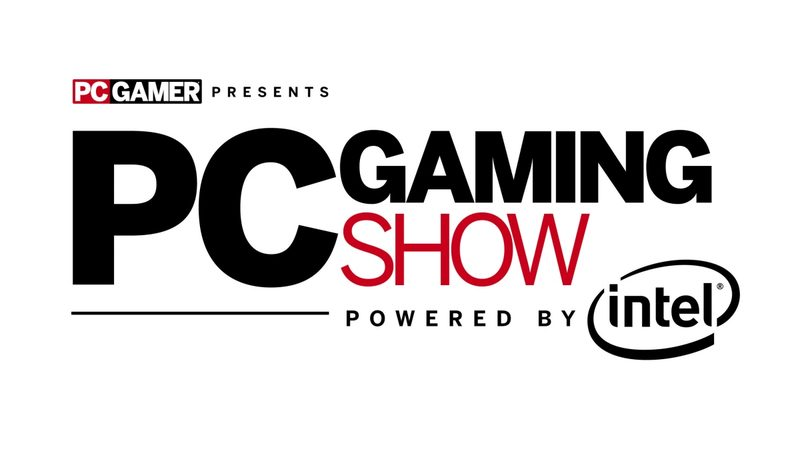 PC GAMER PRESENTS
PC GAMING
SHOW
POWERED BY intel®